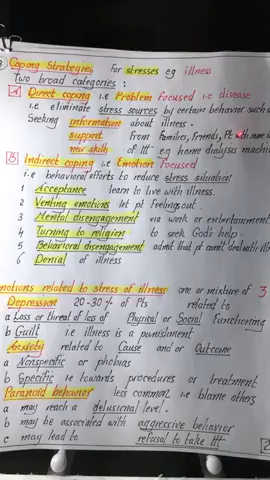 Coping Strategies for stresses eg illness
Two broad categories:
A Direct coping i.e Problem Focused i.e disease
i.e eliminate stress sources by certain behavior such a
Seeking information about illness.
support from Families, Friends, Pt with
new skills of ttt eg home dialysis machin
B Indirect coping i.e Emotion Focused
i.e behavioral efforts to reduce stress situation
1 Acceptance learn to live with illness.
2 Venting emotions let pt Feelings out.
3 Mental disengagement via work or entertainment
4 Turning to religion to seek God's help.
5 Behavioral disengagement admit that pt can't deal with illn
6 Denial of illness
motions related to stress of illness one or mixture of 3
Depression 20-30% of Pts related to
a Loss or threat of loss of Physical or Social Functioning
b Guilt i.e illness is a punishment
Anxiety related to Cause and/or Outcome
a Nonspecific or phobias
b Specific i.e towards procedures or treatment
Paranoid behavior less common i.e blame others
a may reach a delusional level.
b may be associated with aggressive behavior
c may lead to refusal to take ttt
2